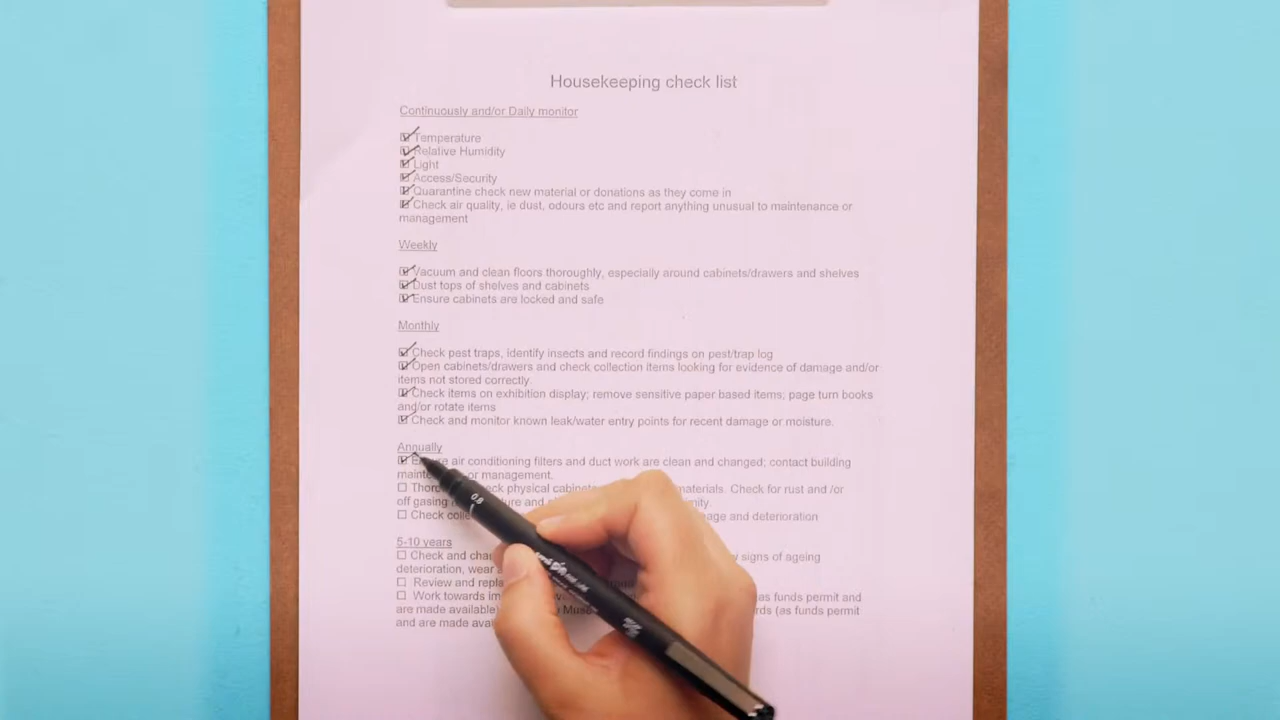 Housekeeping check list
Continuously and/or Daily monitor
Temperature
Relative Humidity
Light
Access/Security
Quarantine check new material or donations as they come in
Check air quality, ie dust, odours etc and report anything unusual to maintenance or
management
Weekly
Vacuum and clean floors thoroughly, especially around cabinets/drawers and shelves
Dust tops of shelves and cabinets
Ensure cabinets are locked and safe
Monthly
Check pest traps, identify insects and record findings on pest/trap log
Open cabinets/drawers and check collection items looking for evidence of damage and/or
items not stored correctly
Check items on exhibition display; remove sensitive paper based items; page turn books
and/or rotate items
Check and monitor known leak/water entry points for recent damage or moisture.
Annually
air conditioning filters and duct work are clean and changed; contact building
or management.
physical materials. Check for rust and /or
off gasing and
Check and deterioration
5-10 years
Check and signs of ageing
deterioration, wear
Review and
Work towards as funds permit and
are made available) (as funds permit
and are made
0.8